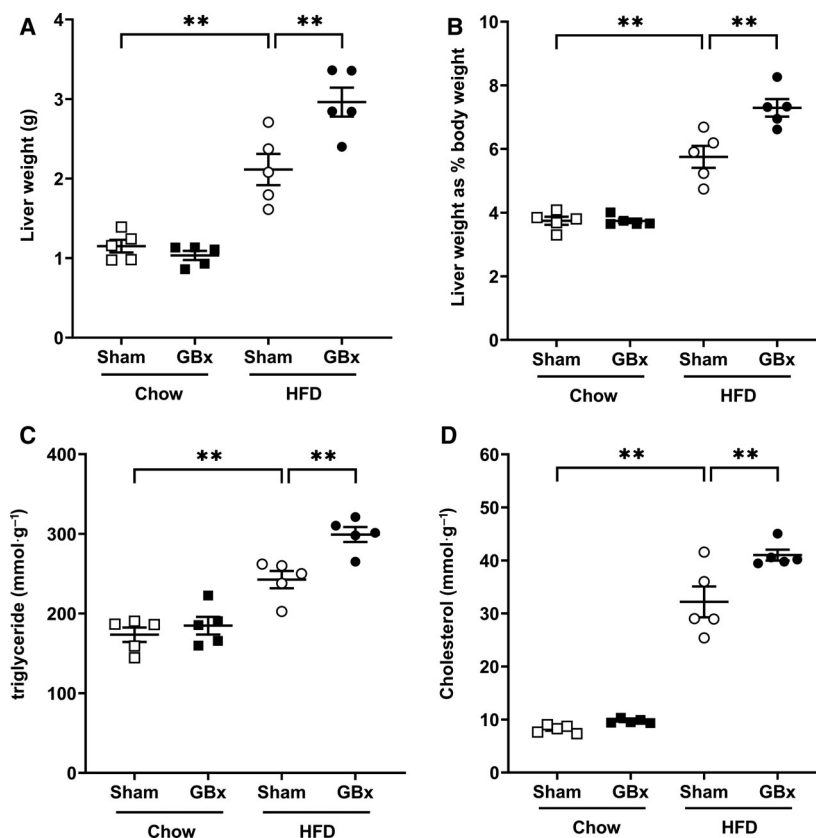 A
Liver weight (g)
4
3
2
1
0
**
**
Sham
GBx
Sham
GBx
Chow
HFD
B
Liver weight as % body weight
10
8
6
4
2
0
**
**
Sham
GBx
Sham
GBx
Chow
HFD
C
triglyceride (mmol·g⁻¹)
400
300
200
100
0
**
**
Sham
GBx
Sham
GBx
Chow
HFD
D
Cholesterol (mmol·g⁻¹)
60
50
40
30
20
10
0
**
**
Sham
GBx
Sham
GBx
Chow
HFD